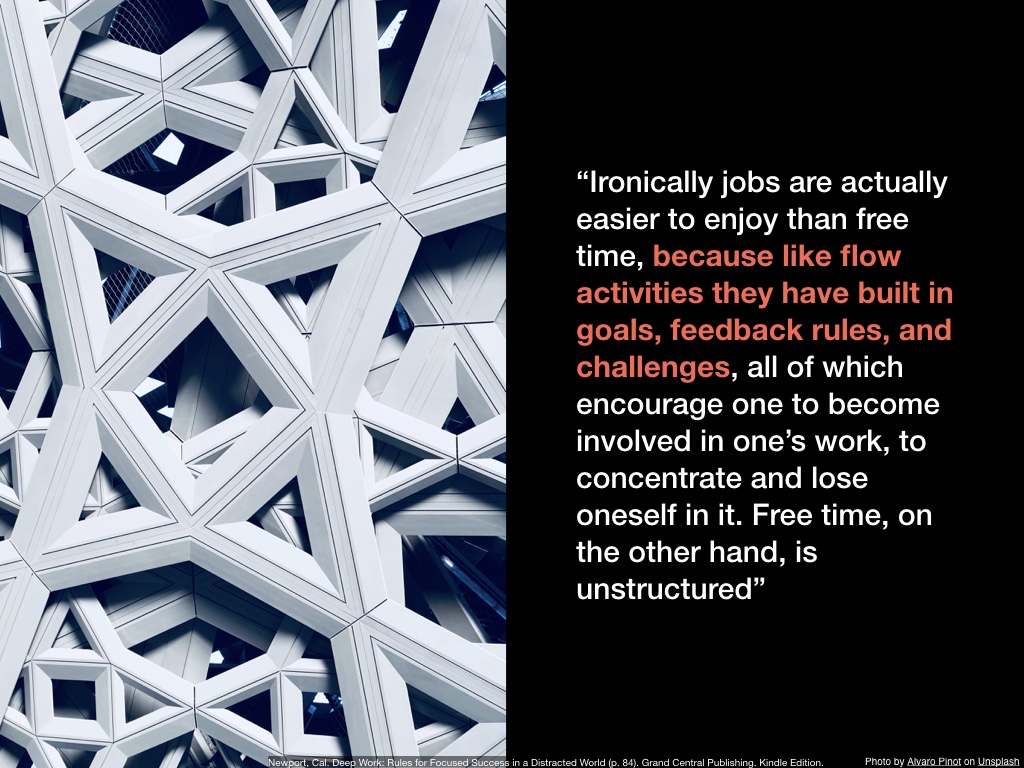 “Ironically jobs are actually
easier to enjoy than free
time, because like flow
activities they have built in
goals, feedback rules, and
challenges, all of which
encourage one to become
involved in one’s work, to
concentrate and lose
oneself in it. Free time, on
the other hand, is
unstructured”
Newport, Cal. Deep Work: Rules for Focused Success in a Distracted World (p. 84). Grand Central Publishing. Kindle Edition.
Photo by Alvaro Pinot on Unsplash